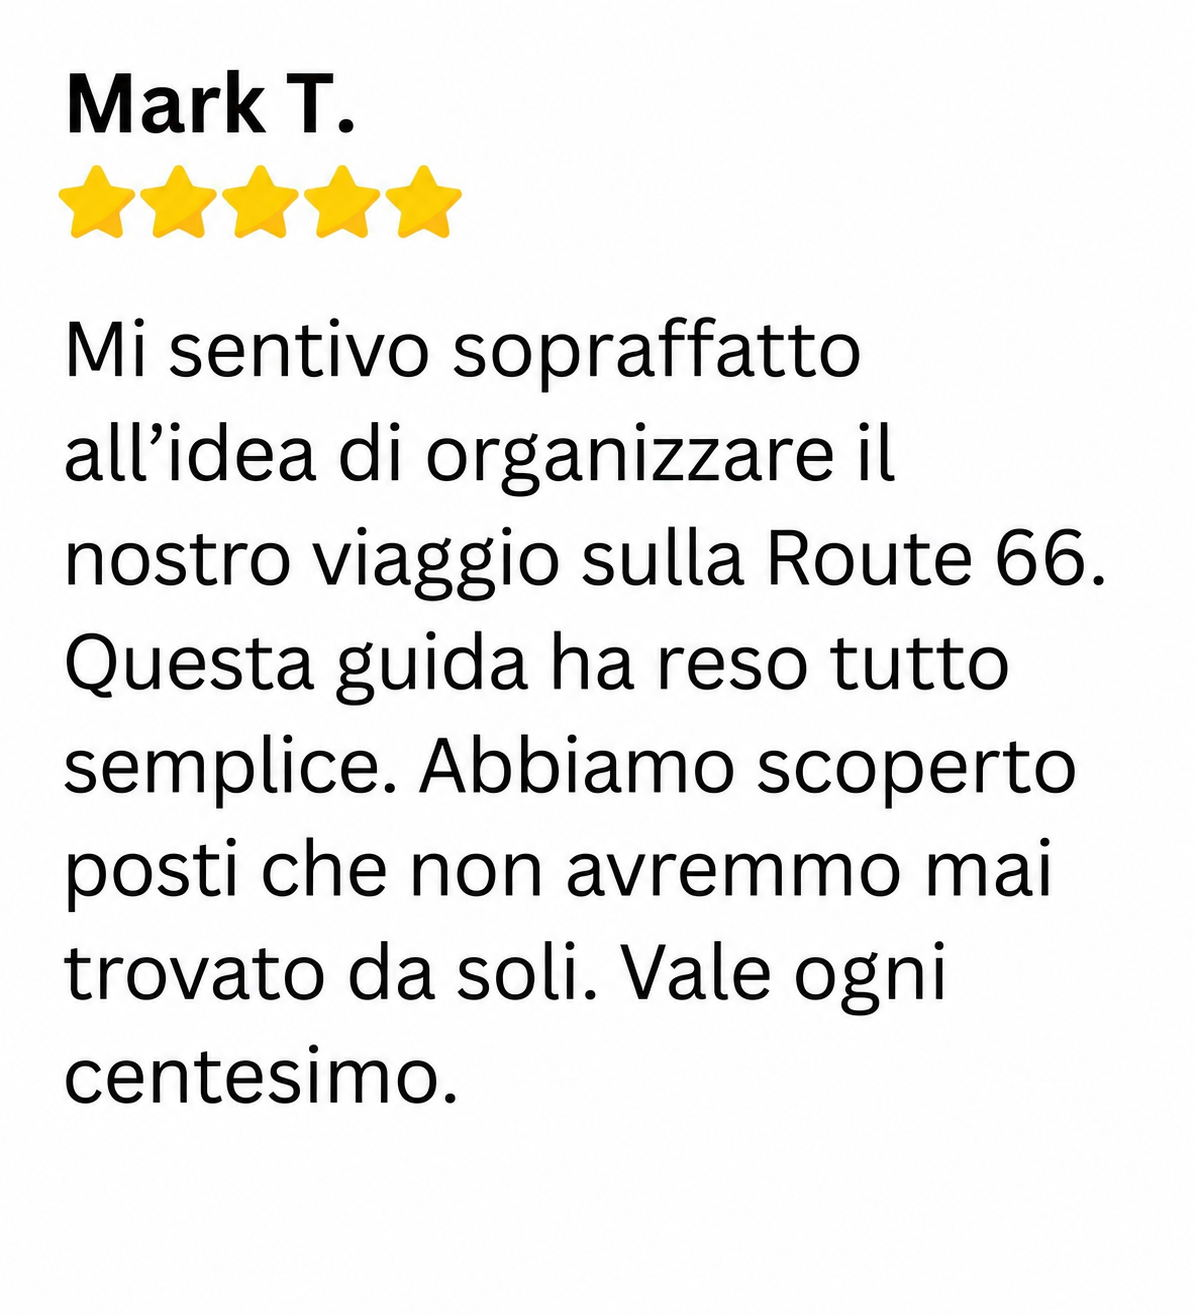 Mark T.
Mi sentivo sopraffatto
all’idea di organizzare il
nostro viaggio sulla Route 66.
Questa guida ha reso tutto
semplice. Abbiamo scoperto
posti che non avremmo mai
trovato da soli. Vale ogni
centesimo.